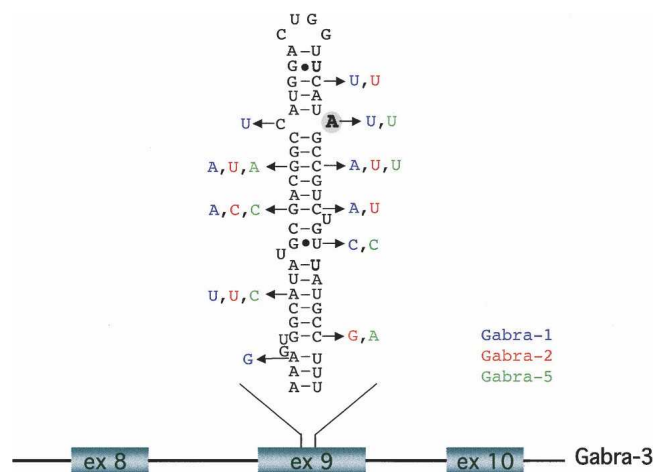 U G
C G
A–U
G•U
G–C→U,U
U–A
A–U
U←C A→U,U
C–G
G–C
A,U,A←G–C→A,U,U
C–G
A–U
A,C,C←G–C→A,U
U
C–G
G•U→C,C
U
A–U
U–A
U,U,C←A–U
C–G
G–C
U G–C→G,A
G
G←A–U
A–U
A–U
Gabra-1
Gabra-2
Gabra-5
ex 8 ex 9 ex 10 Gabra-3